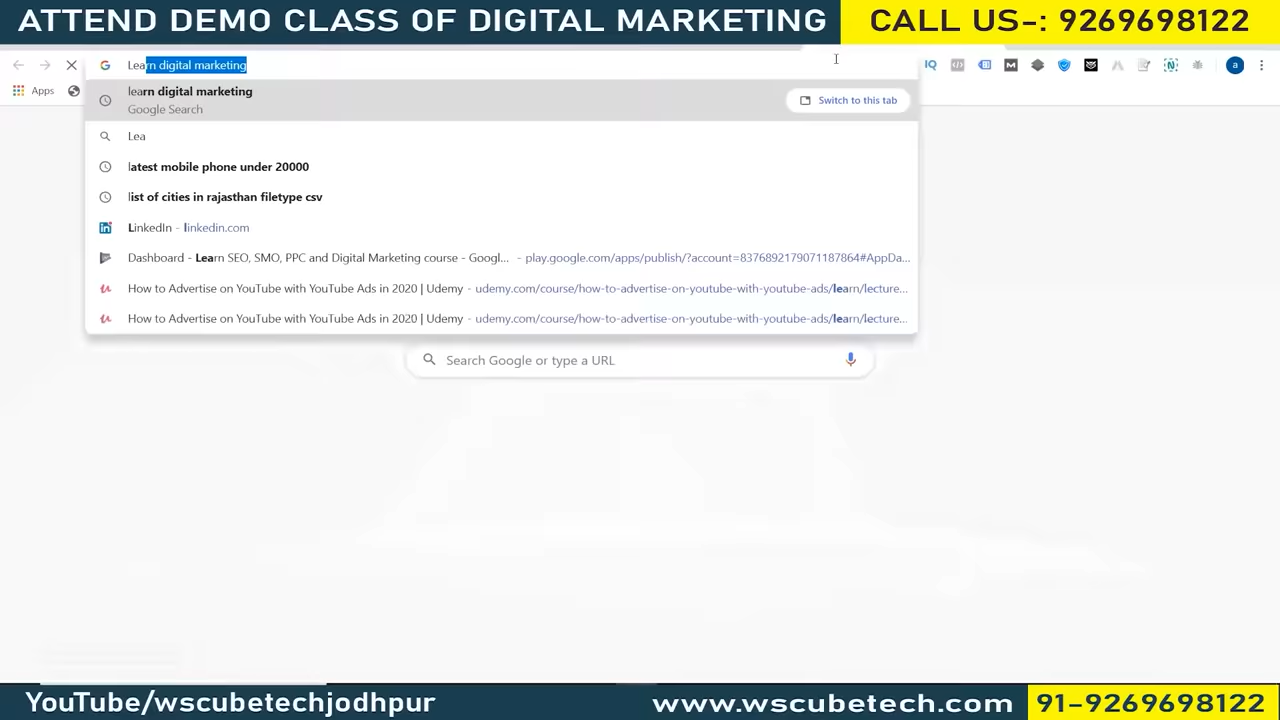 ATTEND DEMO CLASS OF DIGITAL MARKETING
CALL US-: 9269698122
Learn digital marketing
Apps
learn digital marketing
Google Search
Switch to this tab
Lea
latest mobile phone under 20000
list of cities in rajasthan filetype csv
LinkedIn - linkedin.com
Dashboard - Learn SEO, SMO, PPC and Digital Marketing course - Googl... - play.google.com/apps/publish/?account=8376892179071187864#AppDa...
How to Advertise on YouTube with YouTube Ads in 2020 | Udemy - udemy.com/course/how-to-advertise-on-youtube-with-youtube-ads/learn/lecture...
How to Advertise on YouTube with YouTube Ads in 2020 | Udemy - udemy.com/course/how-to-advertise-on-youtube-with-youtube-ads/learn/lecture...
Search Google or type a URL
YouTube/wscubetechjodhpur
www.wscubetech.com
91-9269698122